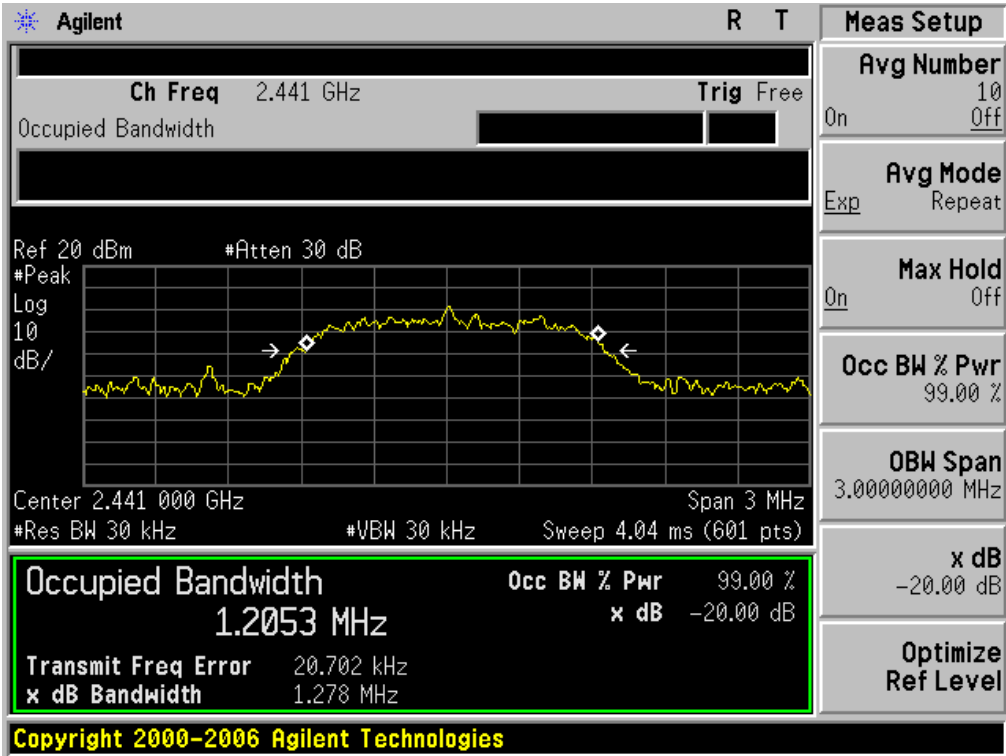 Agilent R T
Ch Freq 2.441 GHz Trig Free
Occupied Bandwidth
Ref 20 dBm #Atten 30 dB
#Peak
Log
10
dB/
Center 2.441 000 GHz Span 3 MHz
#Res BW 30 kHz #VBW 30 kHz Sweep 4.04 ms (601 pts)
Occupied Bandwidth Occ BW % Pwr 99.00 %
1.2053 MHz x dB -20.00 dB
Transmit Freq Error 20.702 kHz
x dB Bandwidth 1.278 MHz
Copyright 2000-2006 Agilent Technologies
Meas Setup
Avg Number
10
On Off
Avg Mode
Exp Repeat
Max Hold
On Off
Occ BW % Pwr
99.00 %
OBW Span
3.00000000 MHz
x dB
-20.00 dB
Optimize
Ref Level